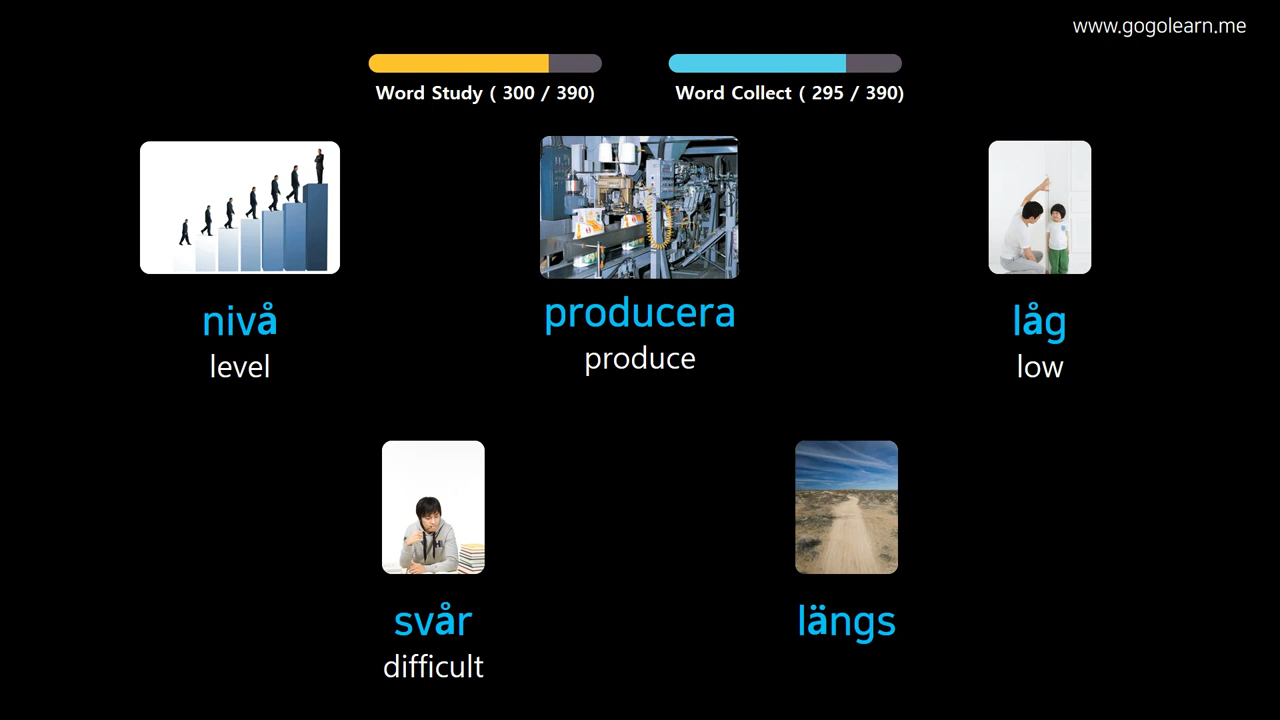 www.gogolearn.me
Word Study ( 300 / 390)
Word Collect ( 295 / 390)
nivå
level
producera
produce
låg
low
svår
difficult
längs